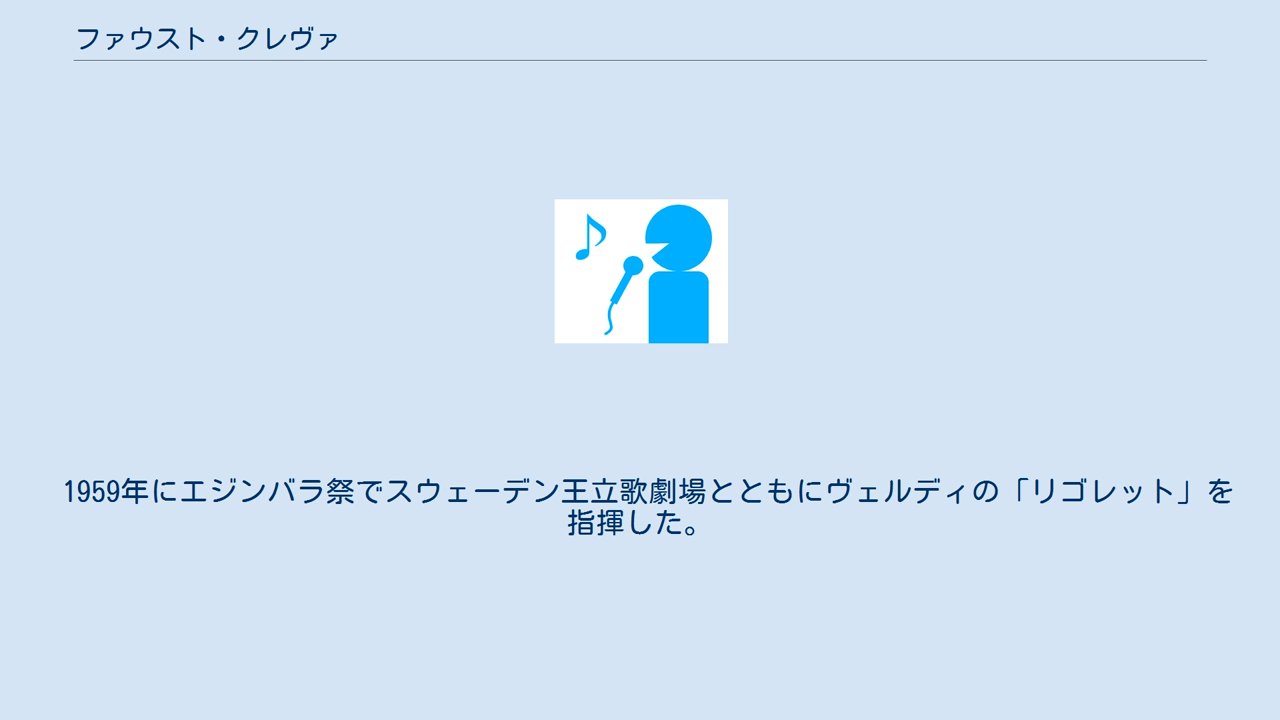 ファウスト・クレヴァ
1959年にエジンバラ祭でスウェーデン王立歌劇場とともにヴェルディの「リゴレット」を
指揮した。